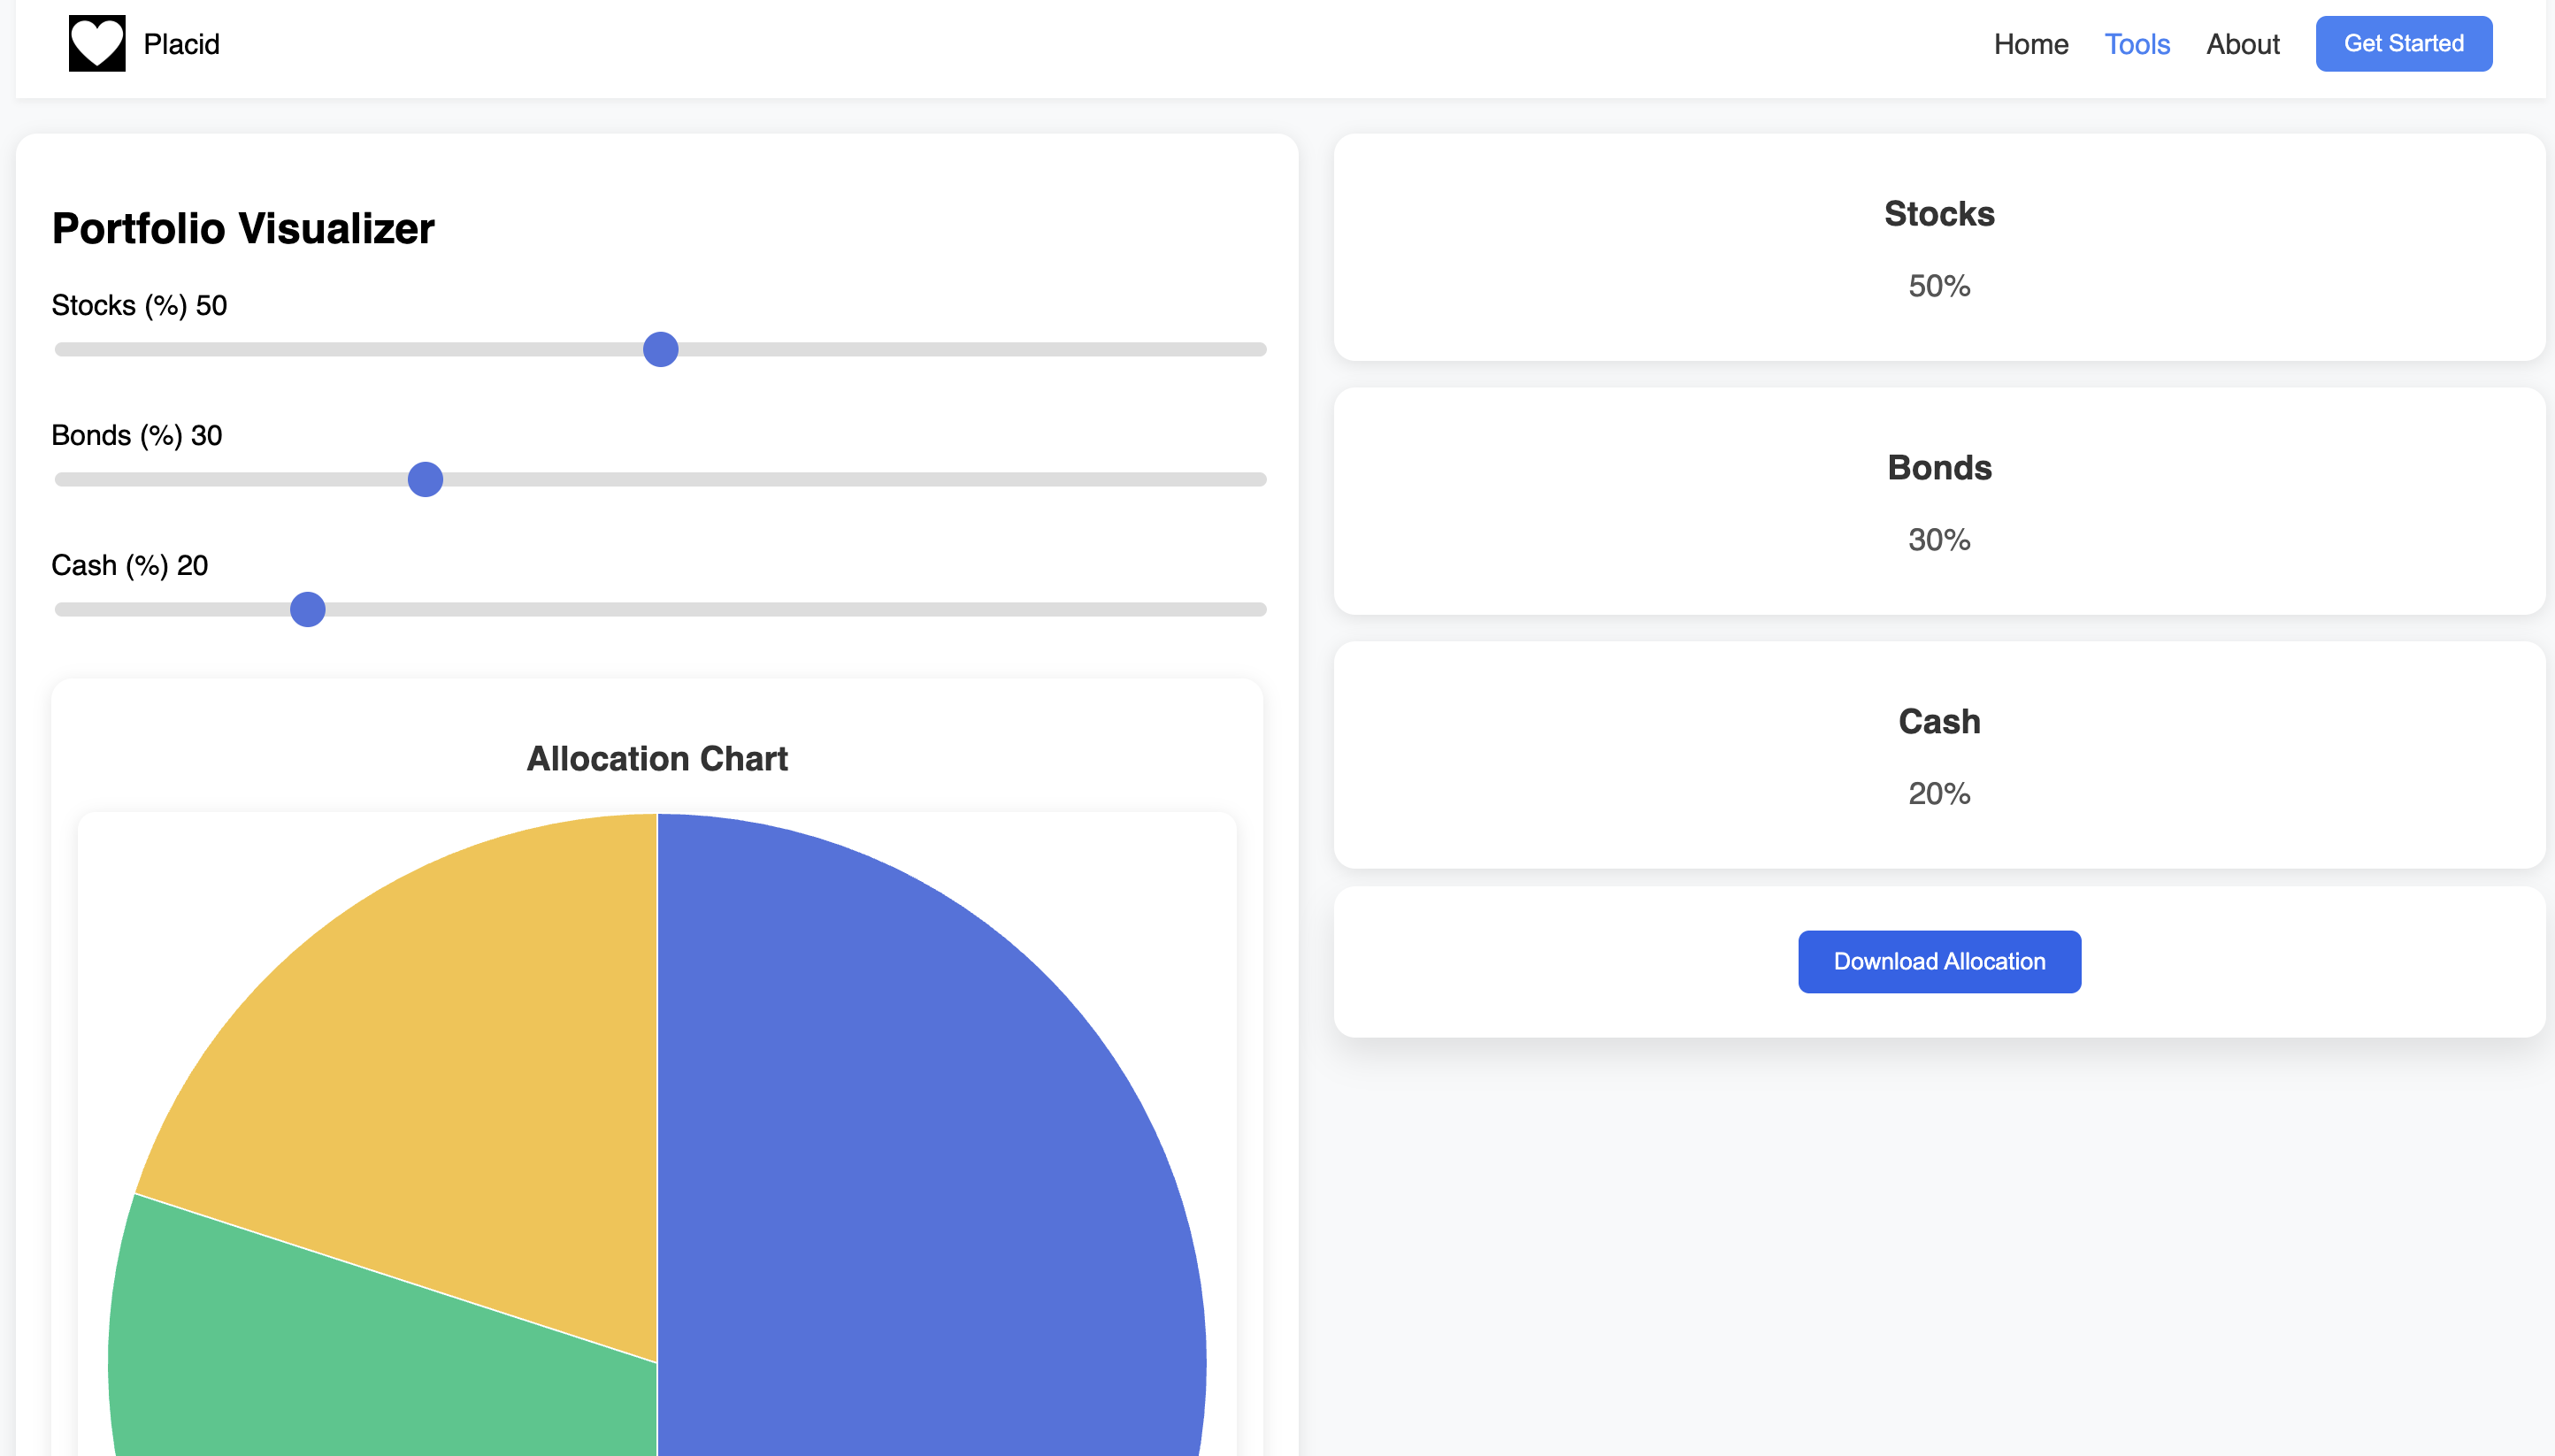 Placid
Home
Tools
About
Get Started
Portfolio Visualizer
Stocks (%) 50
Bonds (%) 30
Cash (%) 20
Allocation Chart
Stocks
50%
Bonds
30%
Cash
20%
Download Allocation